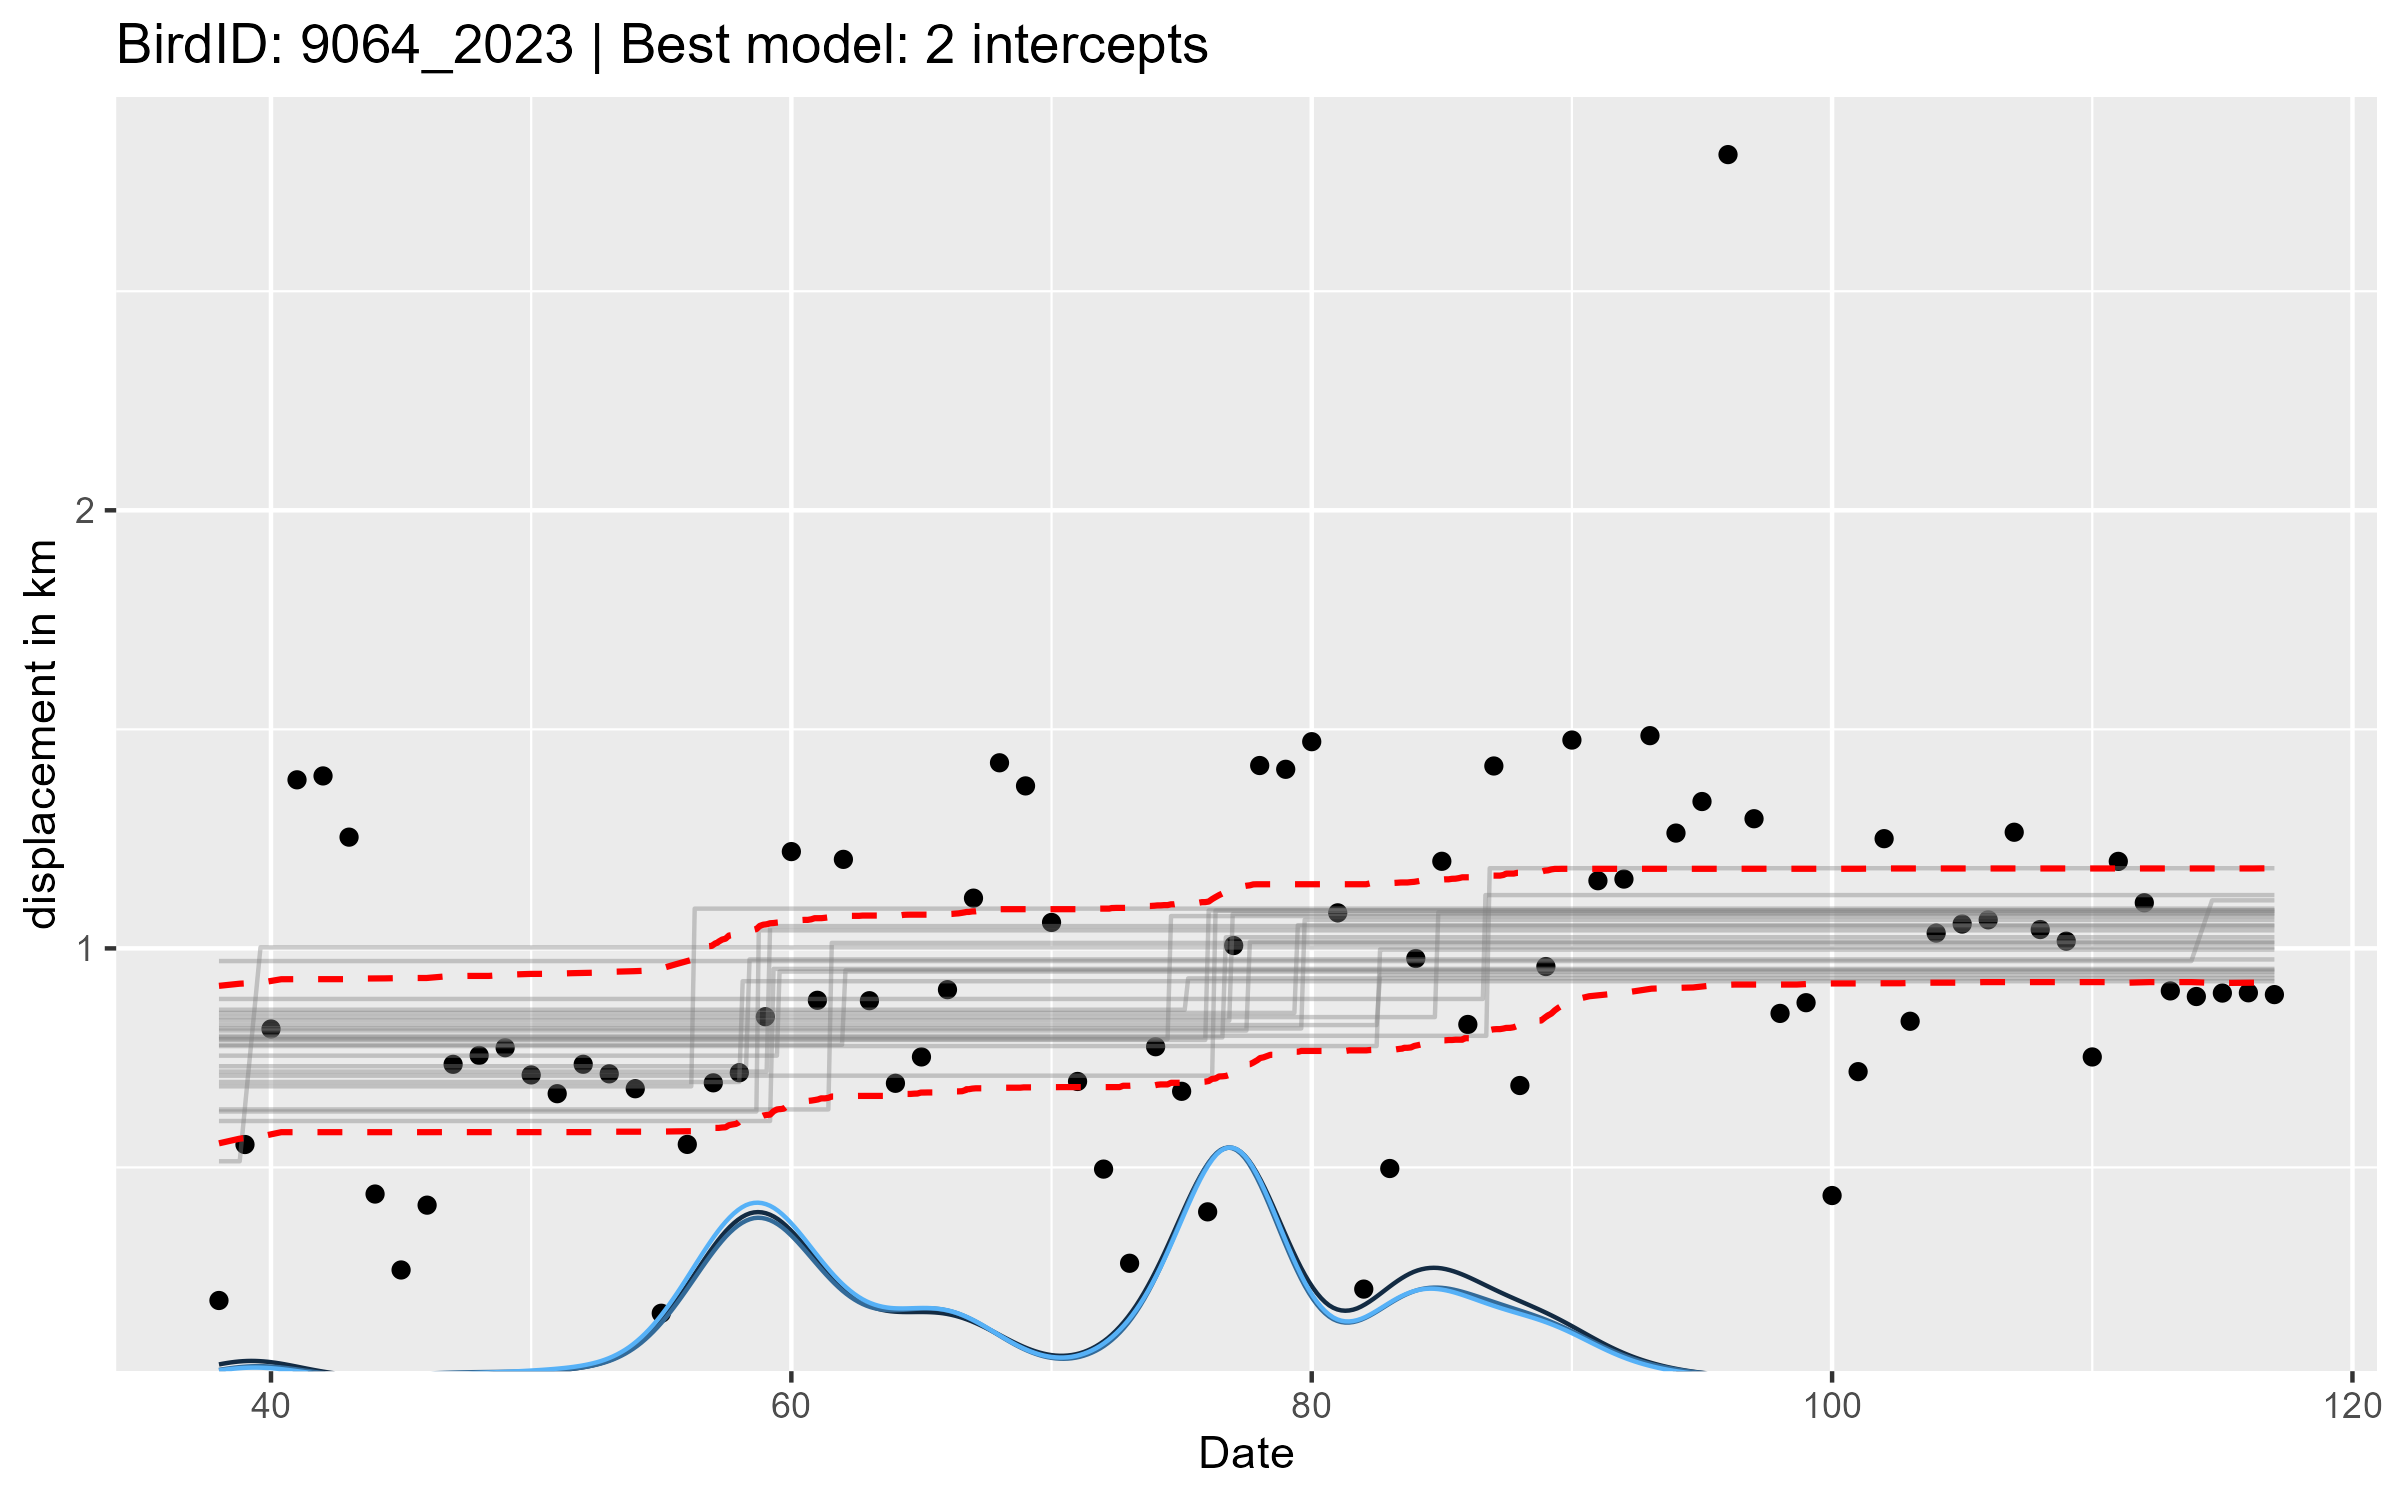 BirdID: 9064_2023 | Best model: 2 intercepts
displacement in km
2
1
40 60 80 100 120
Date